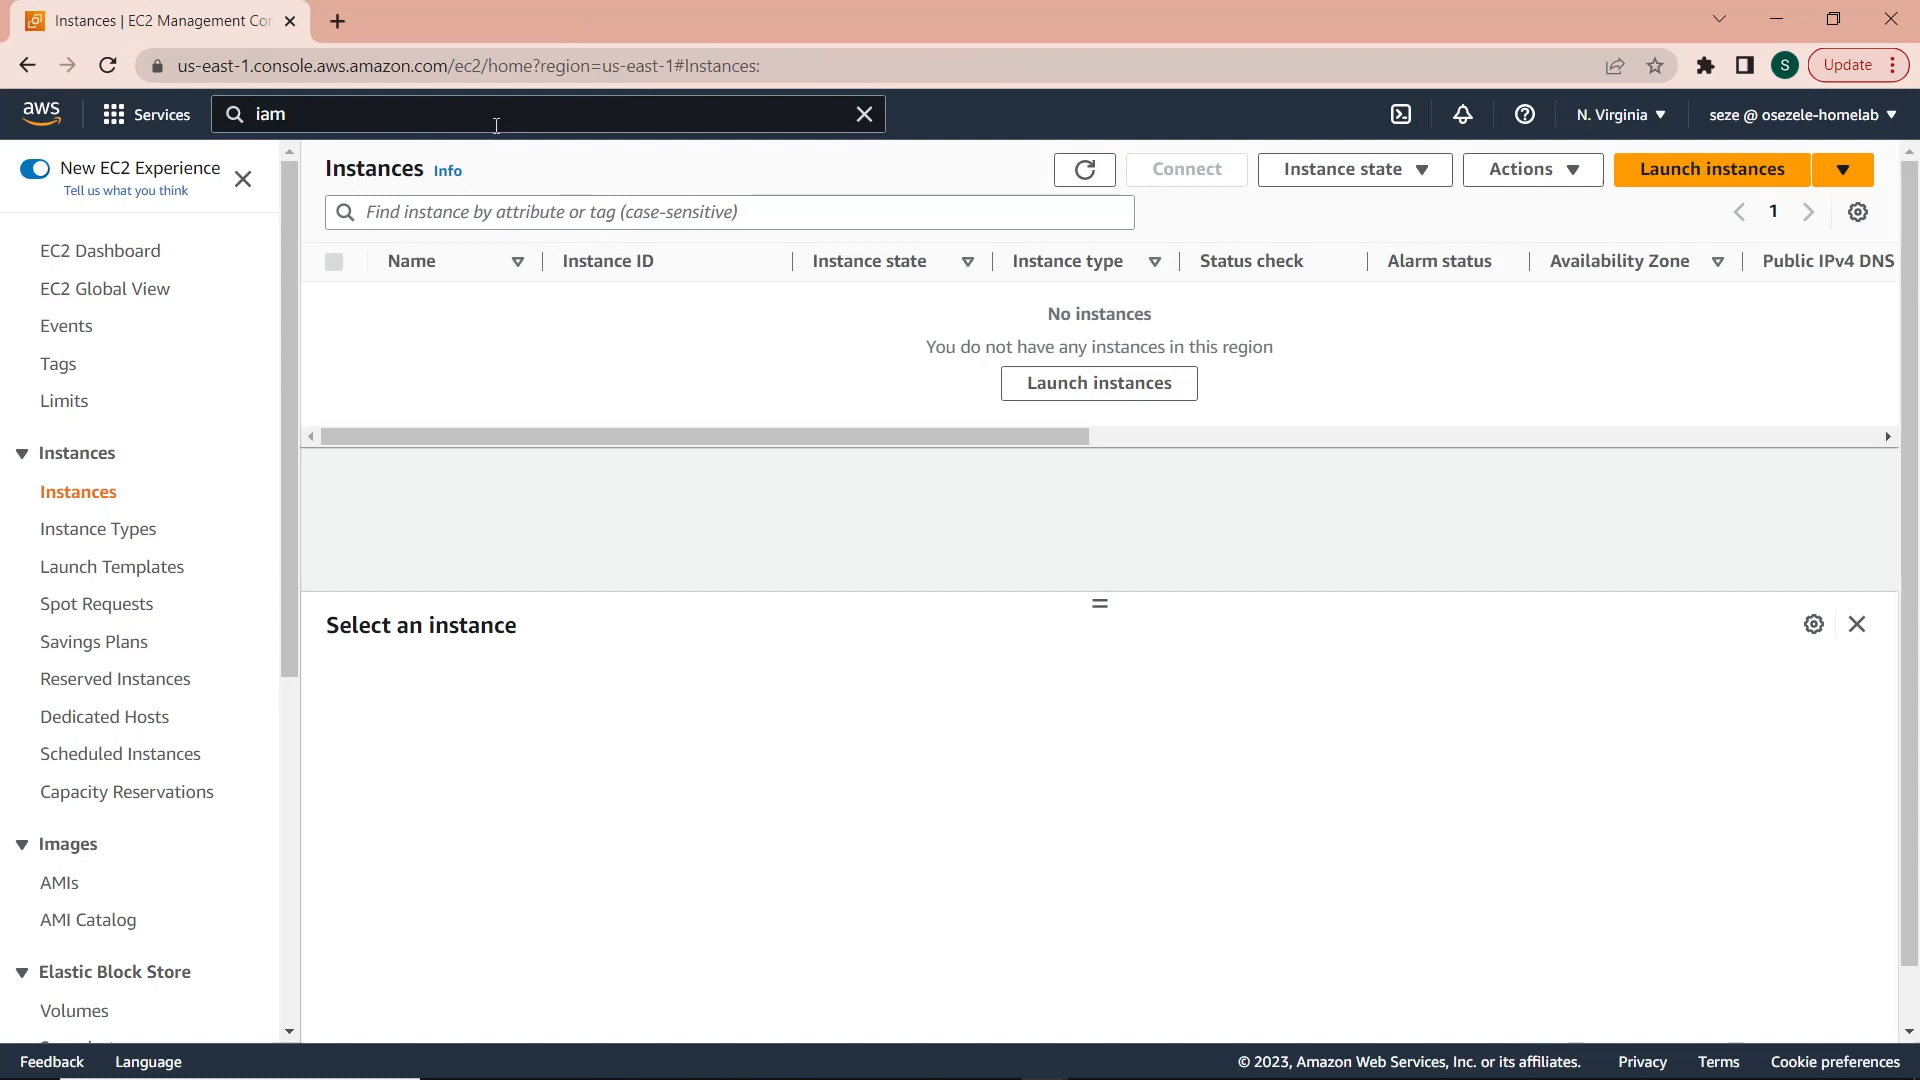 Instances | EC2 Management Cor
us-east-1.console.aws.amazon.com/ec2/home?region=us-east-1#Instances:
S
Update
aws
Services
iam
N. Virginia
seze @ osezele-homelab
New EC2 Experience
Tell us what you think
EC2 Dashboard
EC2 Global View
Events
Tags
Limits
Instances
Instances
Instance Types
Launch Templates
Spot Requests
Savings Plans
Reserved Instances
Dedicated Hosts
Scheduled Instances
Capacity Reservations
Images
AMIs
AMI Catalog
Elastic Block Store
Volumes
Instances Info
Connect
Instance state
Actions
Launch instances
Find instance by attribute or tag (case-sensitive)
1
Name
Instance ID
Instance state
Instance type
Status check
Alarm status
Availability Zone
Public IPv4 DNS
No instances
You do not have any instances in this region
Launch instances
Select an instance
Feedback
Language
© 2023, Amazon Web Services, Inc. or its affiliates.
Privacy
Terms
Cookie preferences